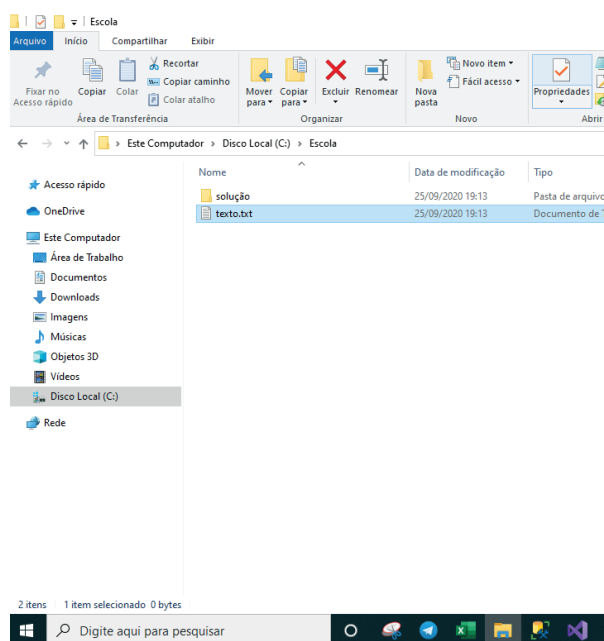 Escola
Arquivo Início Compartilhar Exibir
Fixar no Acesso rápido
Copiar
Colar
Recortar
Copiar caminho
Colar atalho
Mover para
Copiar para
Excluir
Renomear
Nova pasta
Novo item
Fácil acesso
Propriedades
Área de Transferência Organizar Novo Abrir
Este Computador > Disco Local (C:) > Escola
Nome Data de modificação Tipo
solução 25/09/2020 19:13 Pasta de arquivo
texto.txt 25/09/2020 19:13 Documento de
Acesso rápido
OneDrive
Este Computador
Área de Trabalho
Documentos
Downloads
Imagens
Músicas
Objetos 3D
Vídeos
Disco Local (C:)
Rede
2 itens 1 item selecionado 0 bytes
Digite aqui para pesquisar